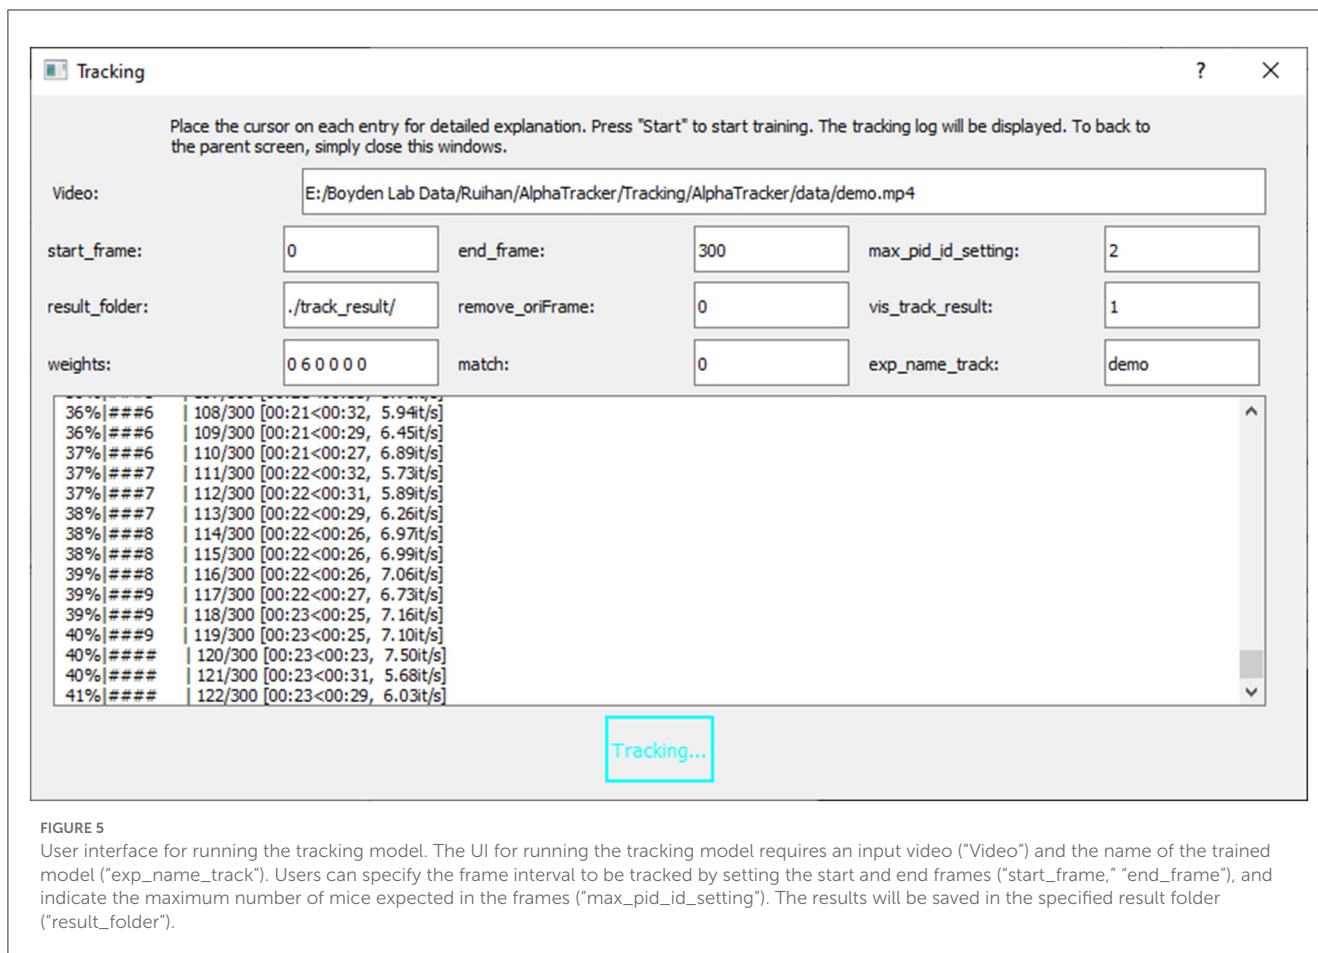 Tracking
? ×
Place the cursor on each entry for detailed explanation. Press "Start" to start training. The tracking log will be displayed. To back to
the parent screen, simply close this windows.
Video: E:/Boyden Lab Data/Ruihan/AlphaTracker/Tracking/AlphaTracker/data/demo.mp4
start_frame: 0 end_frame: 300 max_pid_id_setting: 2
result_folder: ./track_result/ remove_oriFrame: 0 vis_track_result: 1
weights: 0 6 0 0 0 0 match: 0 exp_name_track: demo
36%|###6 | 108/300 [00:21<00:32, 5.94it/s]
36%|###6 | 109/300 [00:21<00:29, 6.45it/s]
37%|###6 | 110/300 [00:21<00:27, 6.89it/s]
37%|###7 | 111/300 [00:22<00:32, 5.73it/s]
37%|###7 | 112/300 [00:22<00:31, 5.89it/s]
38%|###7 | 113/300 [00:22<00:29, 6.26it/s]
38%|###8 | 114/300 [00:22<00:26, 6.97it/s]
38%|###8 | 115/300 [00:22<00:26, 6.99it/s]
39%|###8 | 116/300 [00:22<00:26, 7.06it/s]
39%|###9 | 117/300 [00:22<00:27, 6.73it/s]
39%|###9 | 118/300 [00:23<00:25, 7.16it/s]
40%|###9 | 119/300 [00:23<00:25, 7.10it/s]
40%|#### | 120/300 [00:23<00:23, 7.50it/s]
40%|#### | 121/300 [00:23<00:31, 5.68it/s]
41%|#### | 122/300 [00:23<00:29, 6.03it/s]
Tracking...
FIGURE 5
User interface for running the tracking model. The UI for running the tracking model requires an input video (“Video”) and the name of the trained
model (“exp_name_track”). Users can specify the frame interval to be tracked by setting the start and end frames (“start_frame,” “end_frame”), and
indicate the maximum number of mice expected in the frames (“max_pid_id_setting”). The results will be saved in the specified result folder
(“result_folder”).